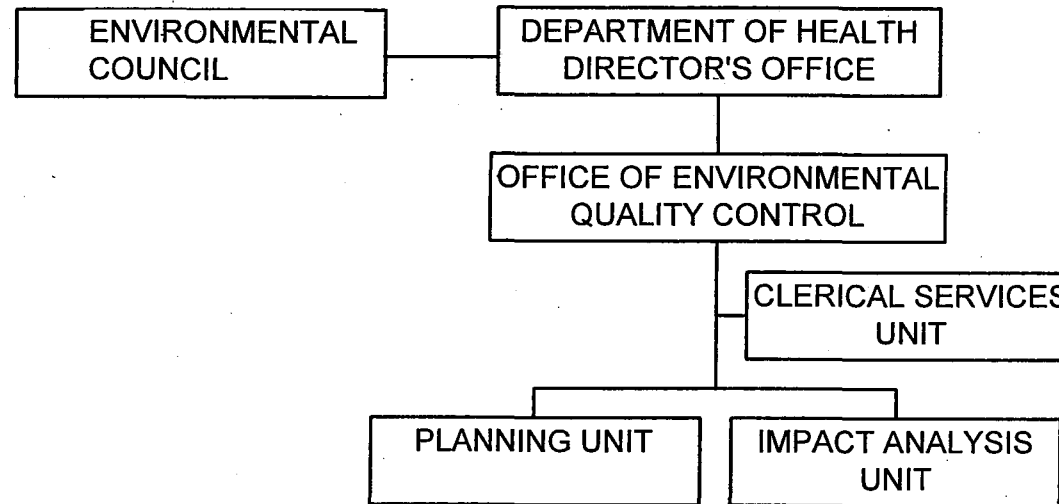 ENVIRONMENTAL
COUNCIL
DEPARTMENT OF HEALTH
DIRECTOR'S OFFICE
OFFICE OF ENVIRONMENTAL
QUALITY CONTROL
CLERICAL SERVICES
UNIT
PLANNING UNIT
IMPACT ANALYSIS
UNIT